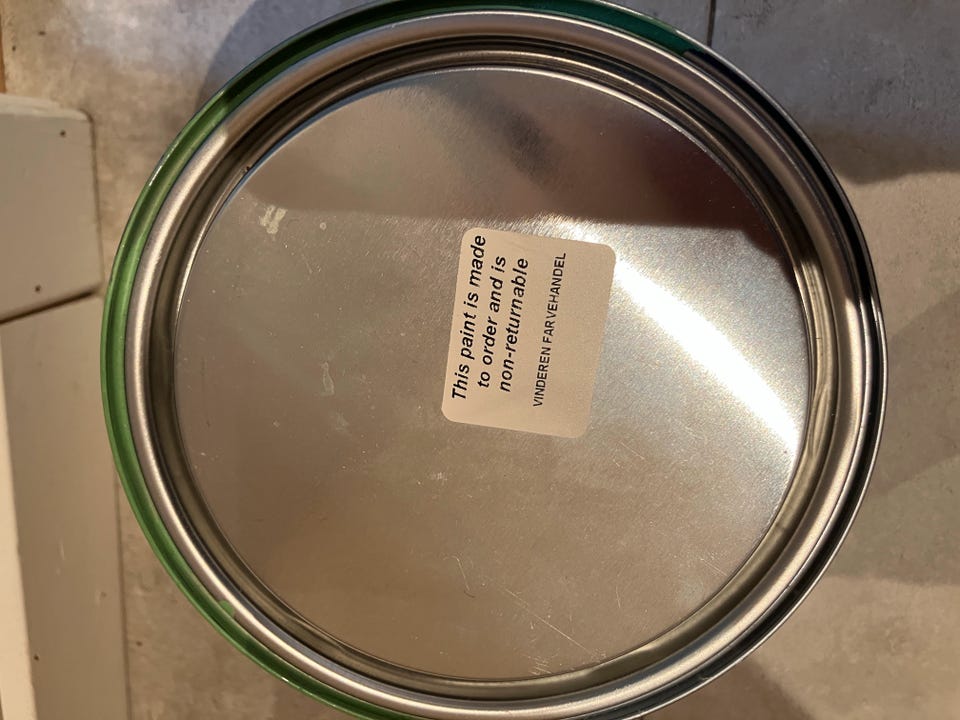 This paint is made
to order and is
non-returnable
VINDEREN FARVEHANDEL